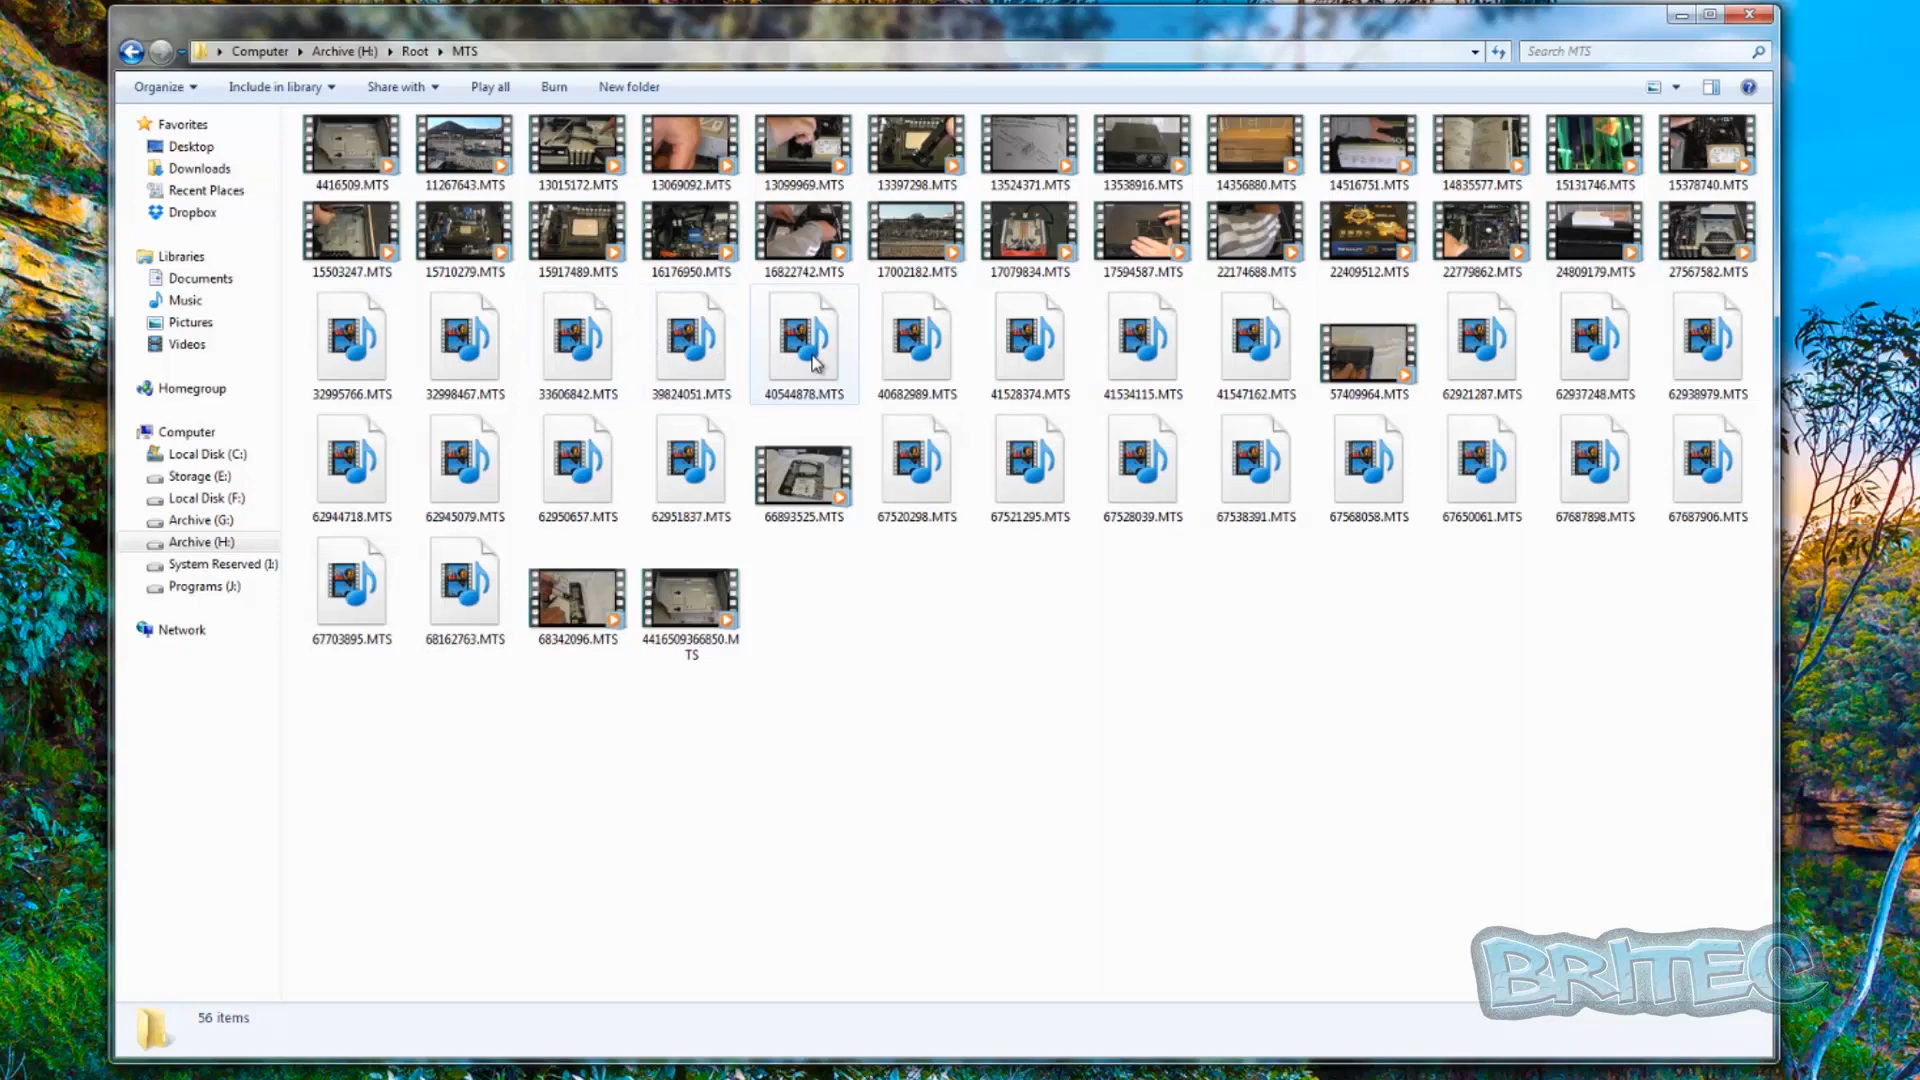 Computer Archive (H:) Root MTS
Search MTS
Organize Include in library Share with Play all Burn New folder
Favorites
Desktop
Downloads
Recent Places
Dropbox
Libraries
Documents
Music
Pictures
Videos
Homegroup
Computer
Local Disk (C:)
Storage (E:)
Local Disk (F:)
Archive (G:)
Archive (H:)
System Reserved (I:)
Programs (J:)
Network
4416509.MTS 11267643.MTS 13015172.MTS 13069092.MTS 13099969.MTS 13397298.MTS 13524371.MTS 13538916.MTS 14356880.MTS 14516751.MTS 14835577.MTS 15131746.MTS 15378740.MTS
15503247.MTS 15710279.MTS 15917489.MTS 16176950.MTS 16822742.MTS 17002182.MTS 17079834.MTS 17594587.MTS 22174688.MTS 22409512.MTS 22779862.MTS 24809179.MTS 27567582.MTS
32995766.MTS 32998467.MTS 33606842.MTS 39824051.MTS 40544878.MTS 40682989.MTS 41528374.MTS 41534115.MTS 41547162.MTS 57409964.MTS 62921287.MTS 62937248.MTS 62938979.MTS
62944718.MTS 62945079.MTS 62950657.MTS 62951837.MTS 66893525.MTS 67520298.MTS 67521295.MTS 67528039.MTS 67538391.MTS 67568058.MTS 67650061.MTS 67687898.MTS 67687906.MTS
67703895.MTS 68162763.MTS 68342096.MTS 4416509366850.M
TS
BRITEC
56 items